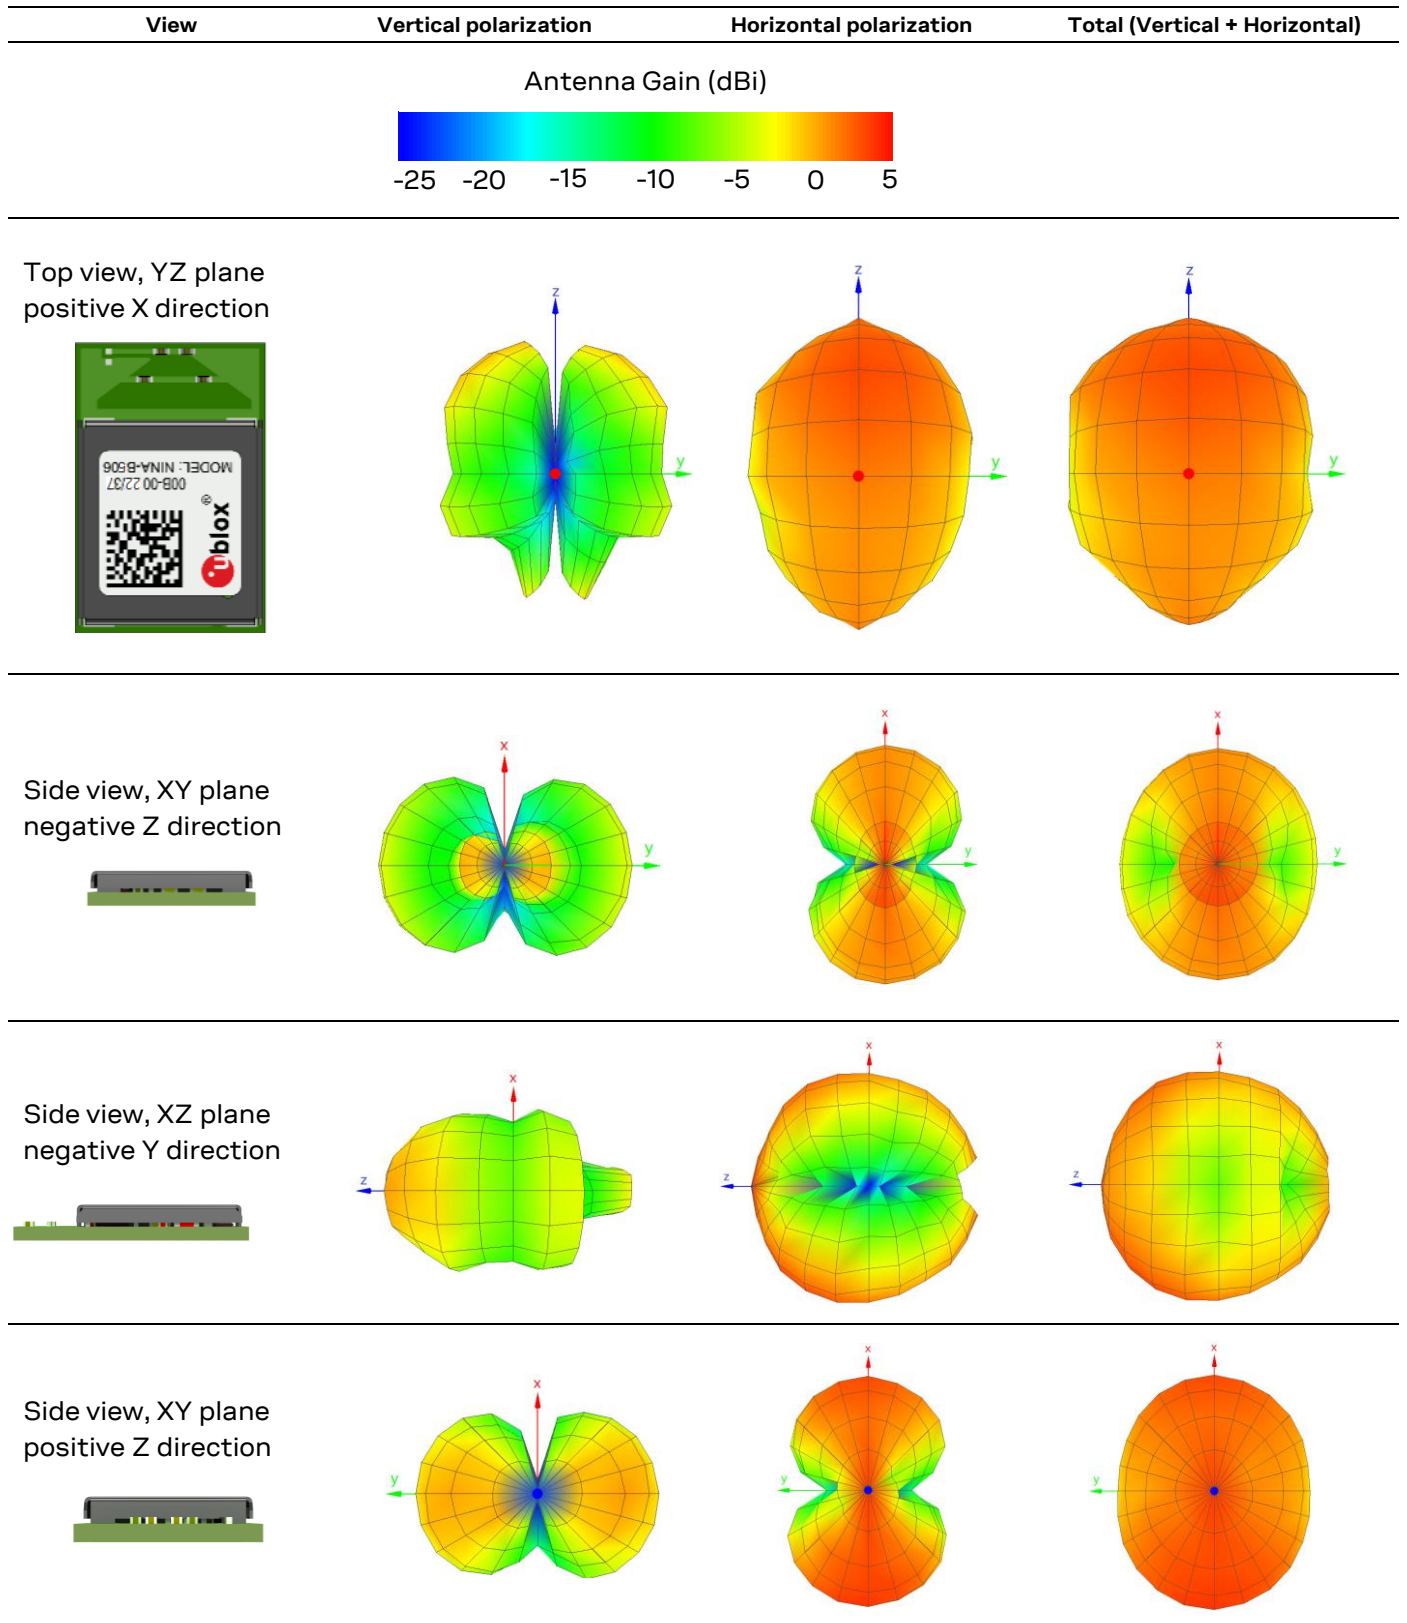 View Vertical polarization Horizontal polarization Total (Vertical + Horizontal)
Antenna Gain (dBi)
-25 -20 -15 -10 -5 0 5
Top view, YZ plane
positive X direction
MODEL: NINA-B506
00B-00 22/37
ublox®
z
y
z
y
z
y
Side view, XY plane
negative Z direction
x
y
x
y
x
y
Side view, XZ plane
negative Y direction
x
z
x
z
x
z
Side view, XY plane
positive Z direction
x
y
x
y
x
y